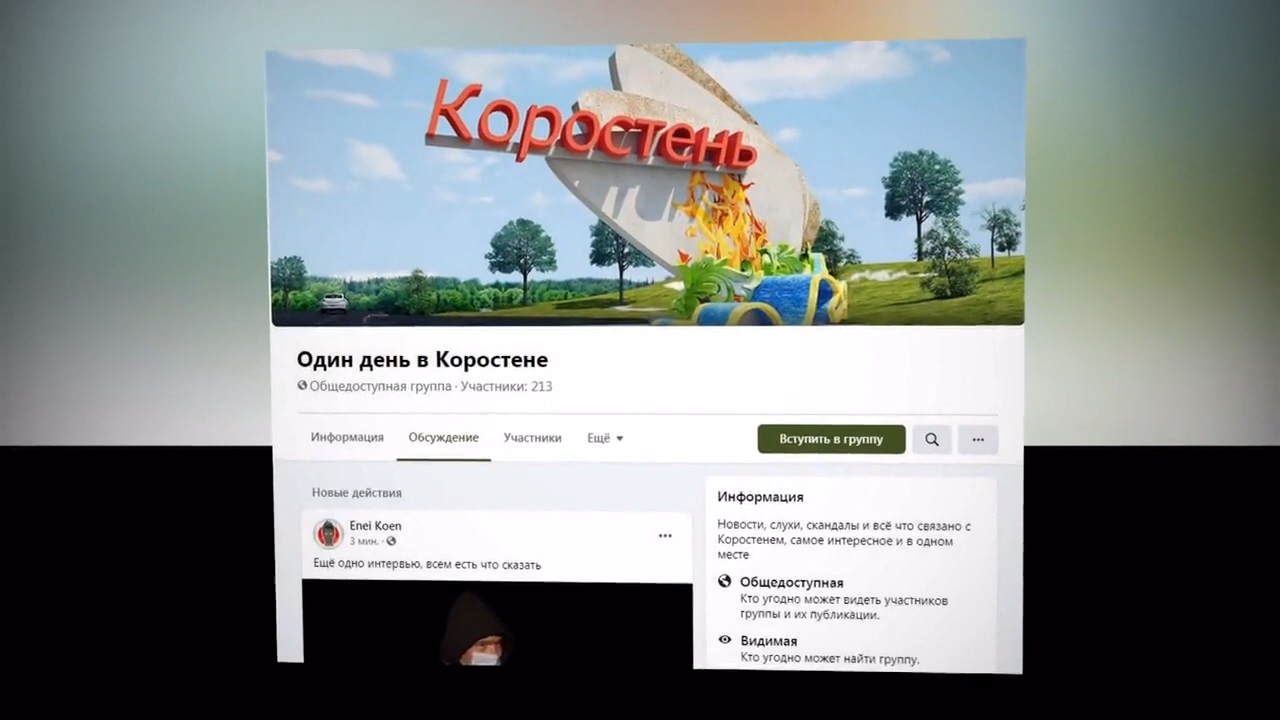 Коростень
Один день в Коростене
Общедоступная группа · Участники: 213
Информация
Обсуждение
Участники
Ещё
Вступить в группу
Новые действия
Enei Koen
3 мин. ·
Ещё одно интервью, всем есть что сказать
Информация
Новости, слухи, скандалы и всё что связано с
Коростенем, самое интересное и в одном
месте
Общедоступная
Кто угодно может видеть участников
группы и их публикации.
Видимая
Кто угодно может найти группу.